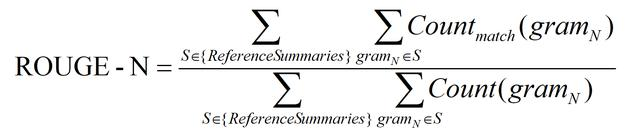 ROUGE - N = 
∑ ∑ Count_match(gram_N)
S∈{ReferenceSummaries} gram_N∈S
∑ ∑ Count(gram_N)
S∈{ReferenceSummaries} gram_N∈S